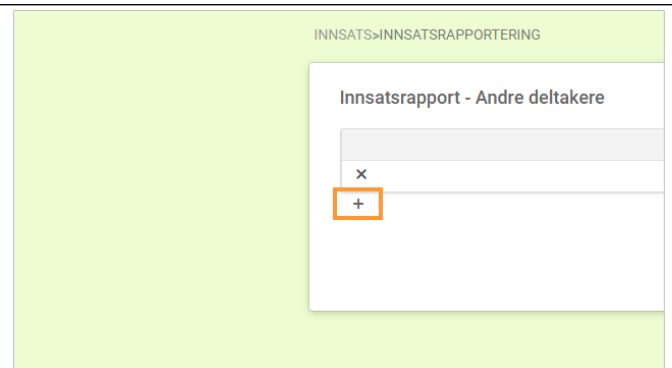 INNSATS>INNSATSRAPPORTERING
Innsatsrapport - Andre deltakere
×
+